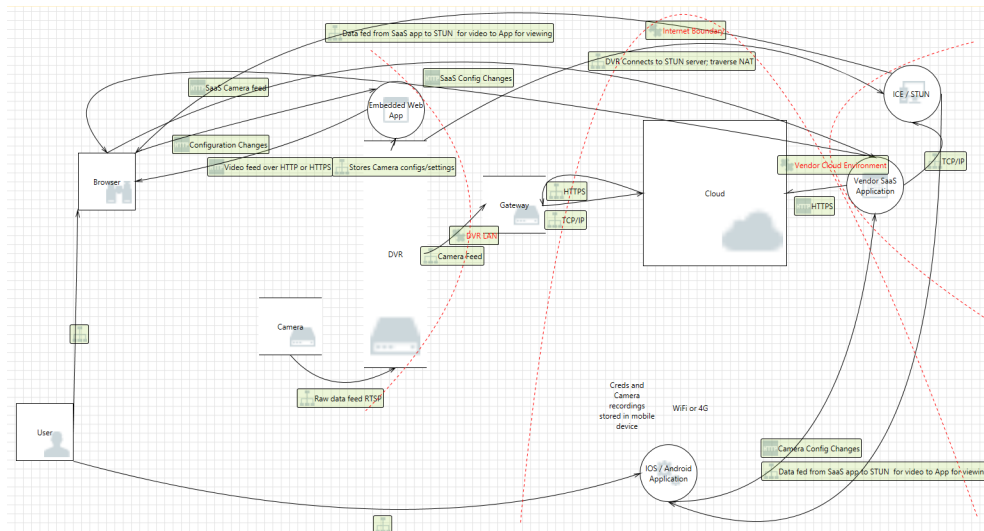 Data fed from SaaS app to STUN for video to App for viewing
Internet Boundary
DVR Connects to STUN server; traverse NAT
SaaS Camera feed
SaaS Config Changes
ICE / STUN
Embedded Web
App
Configuration Changes
Video feed over HTTP or HTTPS
Stores Camera configs/settings
Vendor Cloud Environment
TCP/IP
Browser
HTTPS
Cloud
Vendor SaaS
Application
Gateway
HTTPS
TCP/IP
DVR LAN
DVR
Camera Feed
Camera
Raw data feed RTSP
Creds and
Camera
recordings
stored in mobile
device
WiFi or 4G
User
Camera Config Changes
IOS / Android
Application
Data fed from SaaS app to STUN for video to App for viewing